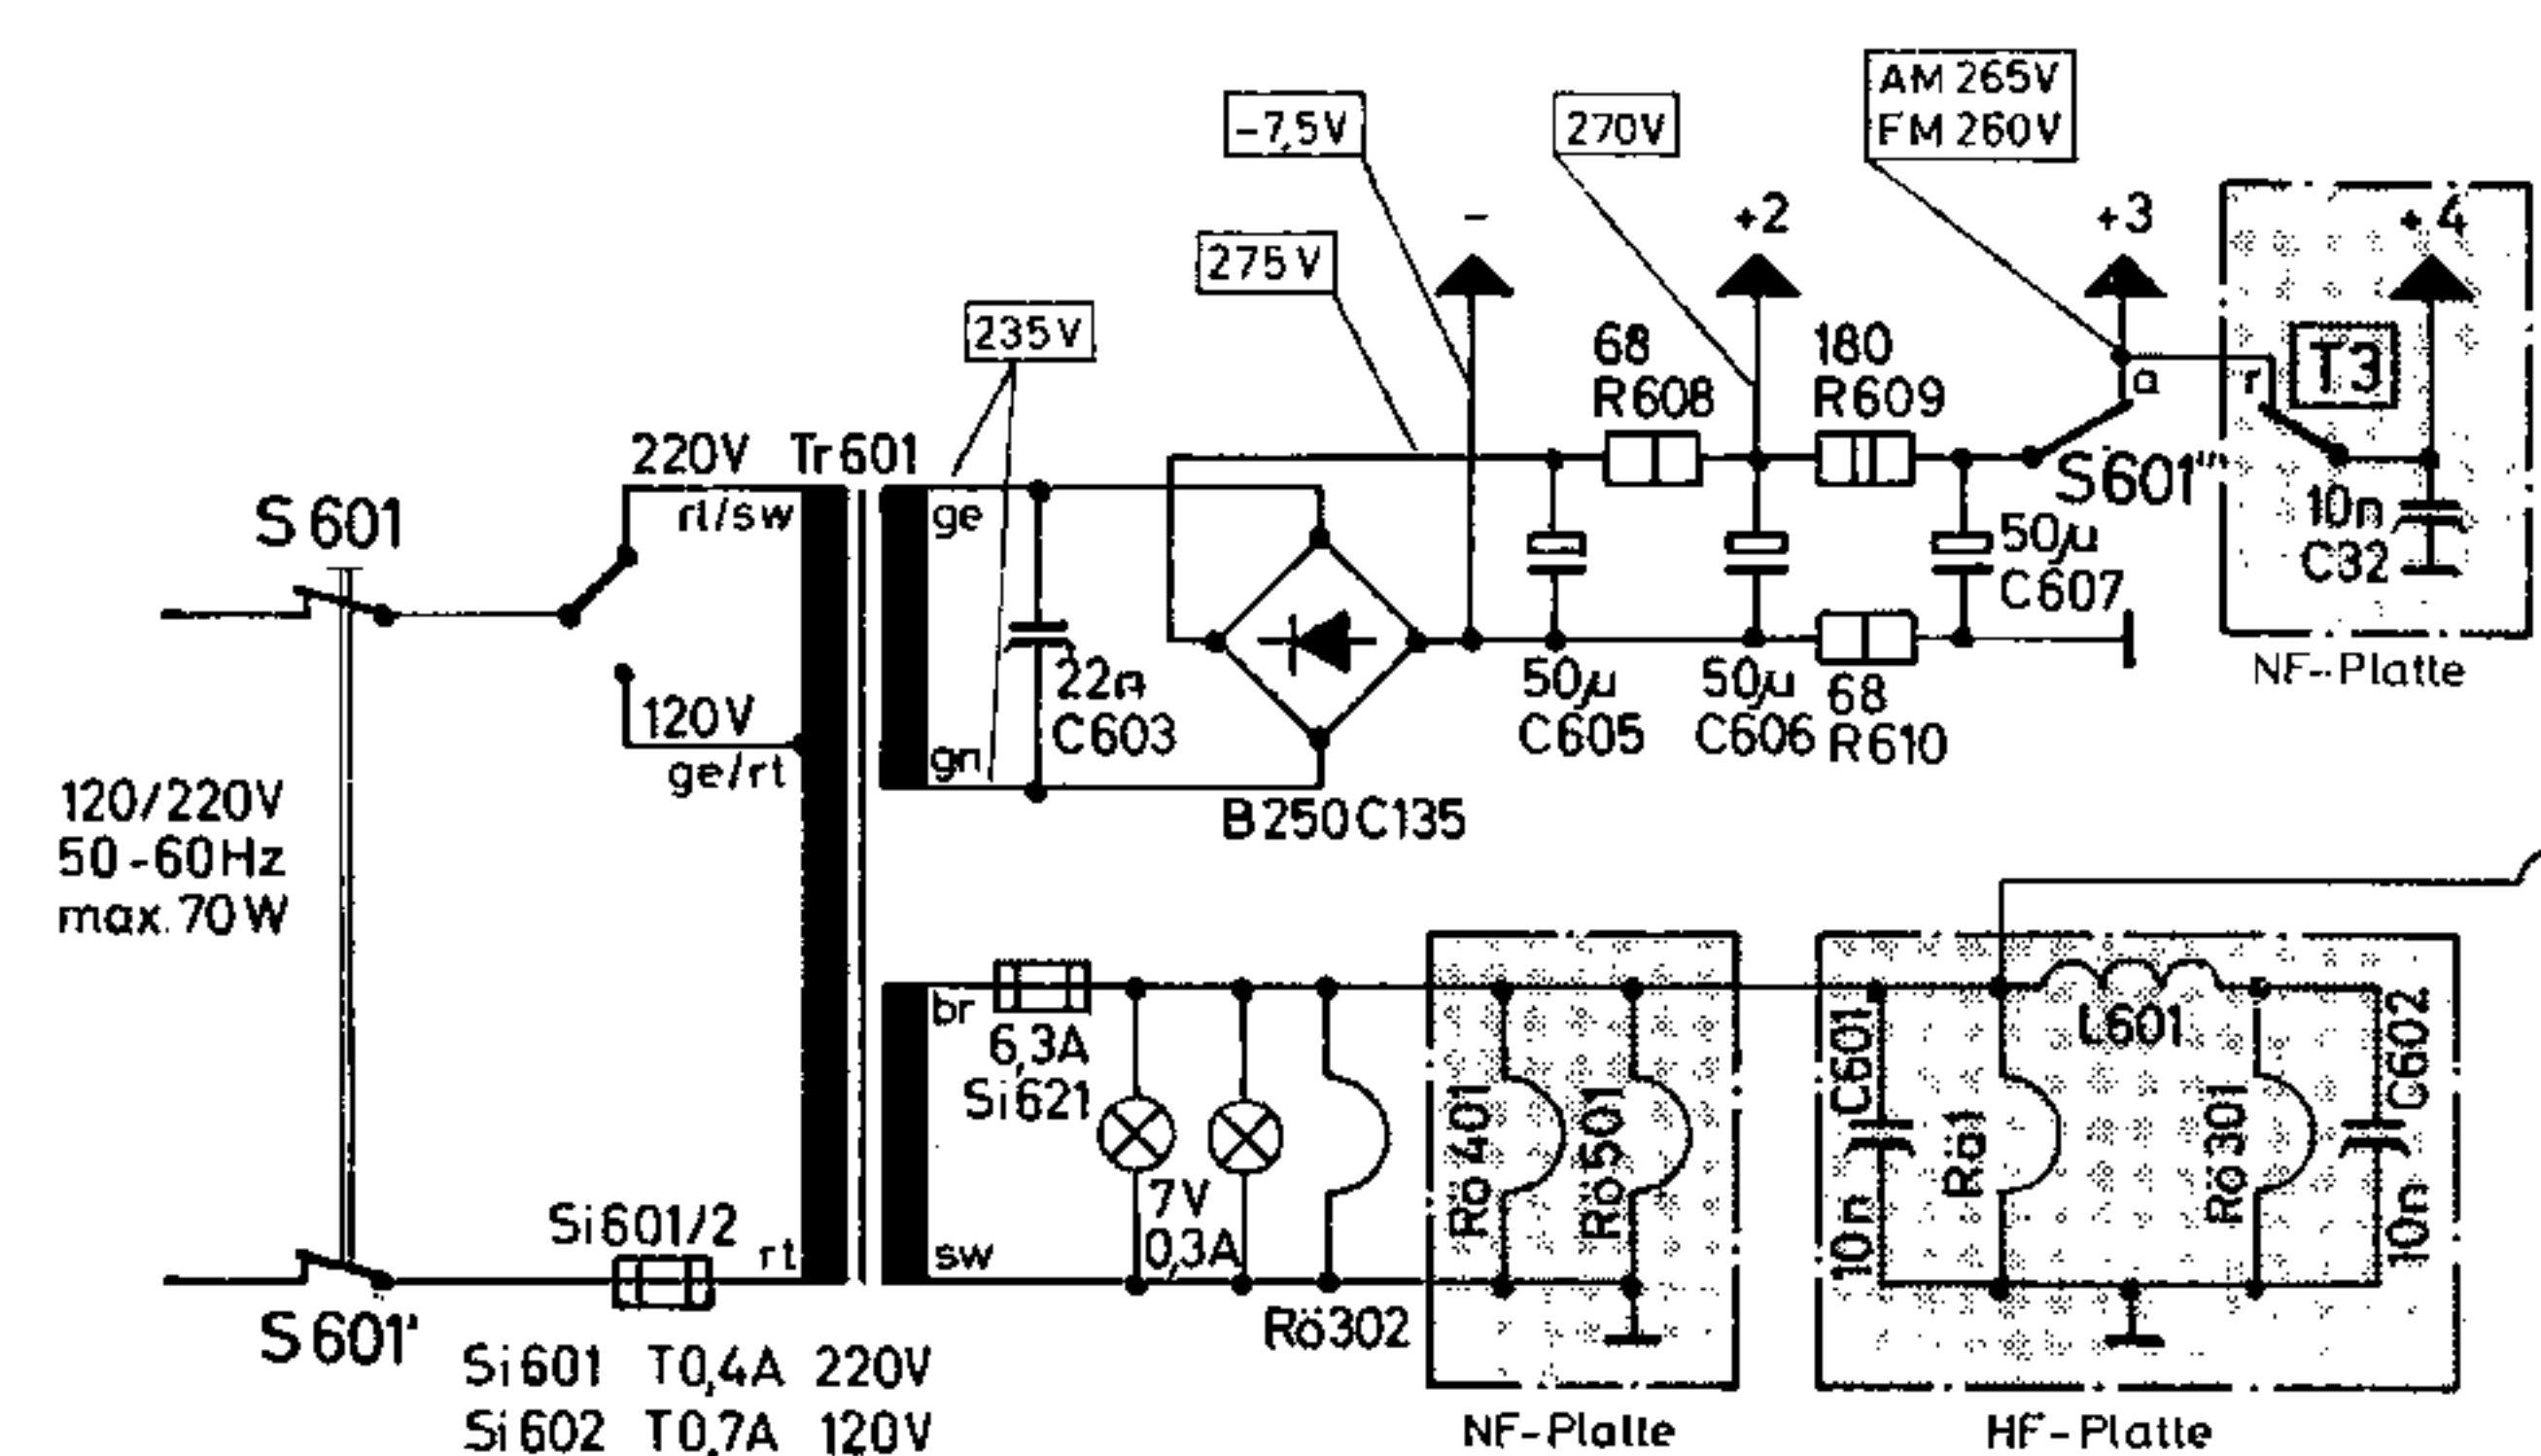 AM 265V
FM 260V
-7,5V
270V
-
+2
+3
+4
275V
235V
68
R608
180
R609
a
r
T3
220V
Tr601
rt/sw
ge
S601
S601'''
10n
C32
50µ
C607
22n
C603
50µ
C605
50µ
C606
68
R610
NF-Platte
120V
ge/rt
gn
120/220V
50-60Hz
max. 70W
B250C135
br
6,3A
Si621
7V
0,3A
Rö401
Rö501
C601
10n
Rö1
L601
Rö301
C602
10n
Si601/2
rt
sw
Rö302
S601'
Si601 T0,4A 220V
Si602 T0,7A 120V
NF-Platte
HF-Platte